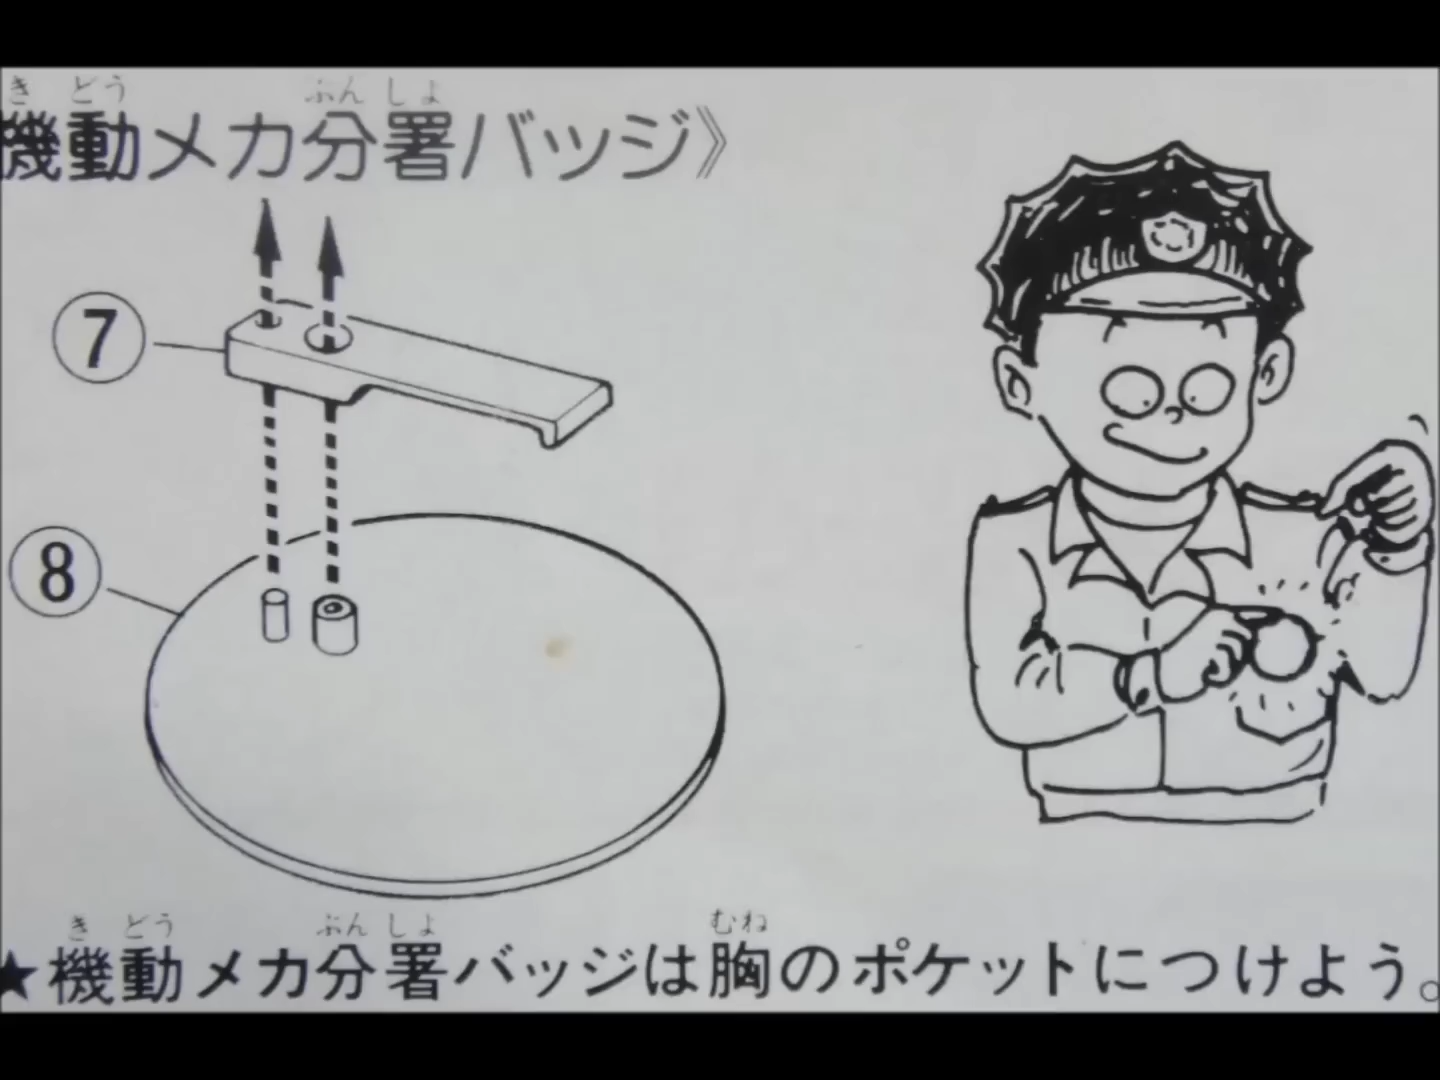 機動メカ分署バッジ》
きどう ぶんしょ
⑦
⑧
きどう ぶんしょ むね
★機動メカ分署バッジは胸のポケットにつけよう。